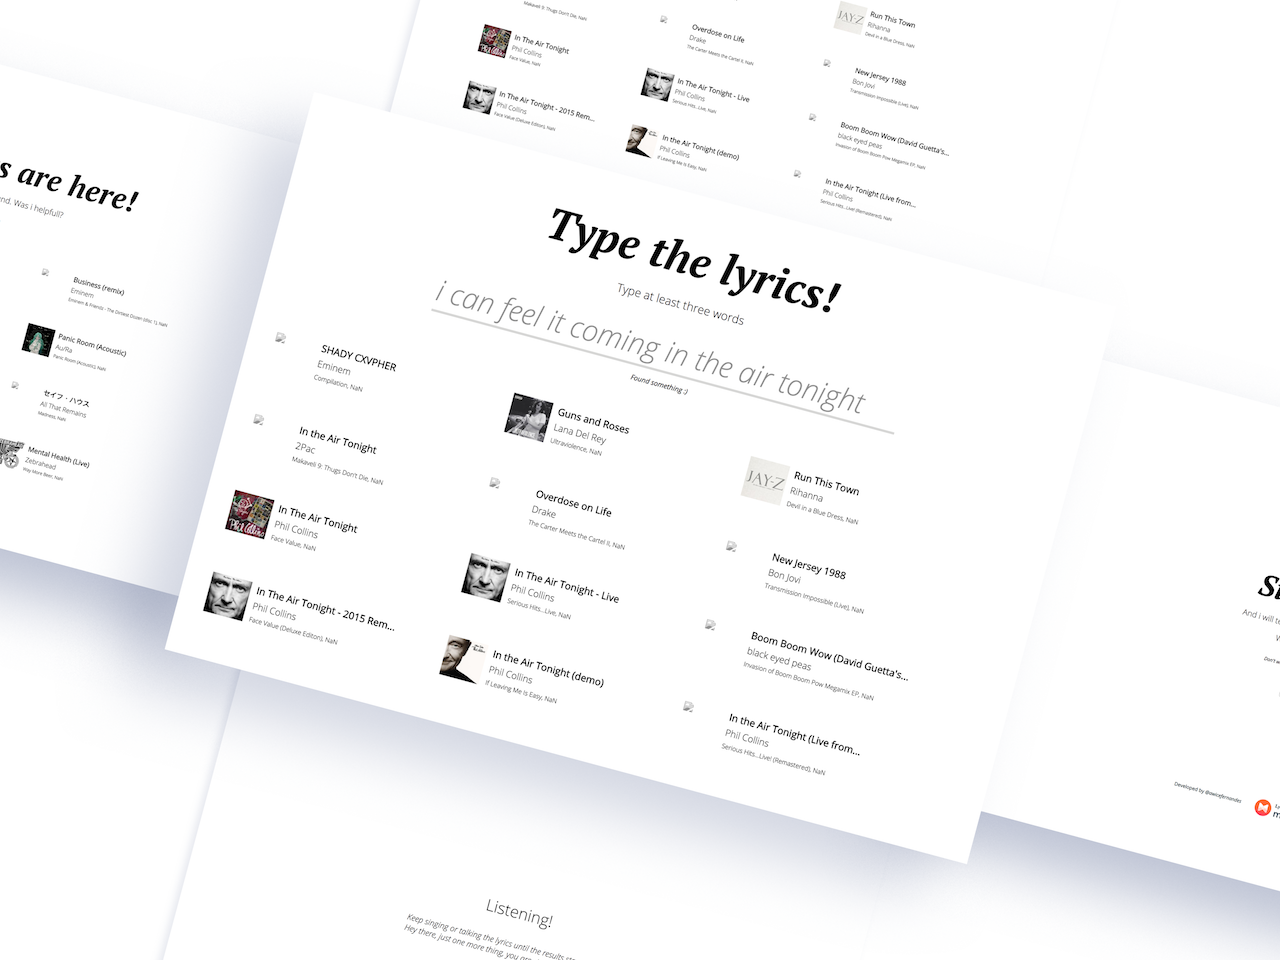 Makaveli 9: Thugs Don't Die, NaN
In The Air Tonight
Phil Collins
Face Value, NaN
In The Air Tonight - 2015 Rem...
Phil Collins
Face Value (Deluxe Editon), NaN
Overdose on Life
Drake
The Carter Meets the Cartel II, NaN
In The Air Tonight - Live
Phil Collins
Serious Hits...Live, NaN
In the Air Tonight (demo)
Phil Collins
If Leaving Me Is Easy, NaN
JAY-Z
Run This Town
Rihanna
Devil in a Blue Dress, NaN
New Jersey 1988
Bon Jovi
Transmission Impossible (Live), NaN
Boom Boom Wow (David Guetta's...
black eyed peas
Invasion of Boom Boom Pow Megamix EP, NaN
In the Air Tonight (Live from...
Phil Collins
Serious Hits...Live! (Remastered), NaN
s are here!
nd. Was i helpfull?
Business (remix)
Eminem
Eminem & Friends - The Dirtiest Dozen (disc 1), NaN
Panic Room (Acoustic)
Au/Ra
Panic Room (Acoustic), NaN
セイフ・ハウス
All That Remains
Madness, NaN
Mental Health (Live)
Zebrahead
Way More Beer, NaN
Type the lyrics!
Type at least three words
i can feel it coming in the air tonight
Found something :)
SHADY CXVPHER
Eminem
Compilation, NaN
In the Air Tonight
2Pac
Makaveli 9: Thugs Don't Die, NaN
In The Air Tonight
Phil Collins
Face Value, NaN
In The Air Tonight - 2015 Rem...
Phil Collins
Face Value (Deluxe Editon), NaN
Guns and Roses
Lana Del Rey
Ultraviolence, NaN
Overdose on Life
Drake
The Carter Meets the Cartel II, NaN
In The Air Tonight - Live
Phil Collins
Serious Hits...Live, NaN
In the Air Tonight (demo)
Phil Collins
If Leaving Me Is Easy, NaN
JAY-Z
Run This Town
Rihanna
Devil in a Blue Dress, NaN
New Jersey 1988
Bon Jovi
Transmission Impossible (Live), NaN
Boom Boom Wow (David Guetta's...
black eyed peas
Invasion of Boom Boom Pow Megamix EP, NaN
In the Air Tonight (Live from...
Phil Collins
Serious Hits...Live! (Remastered), NaN
And i will te
Developed by @awicefernandes
Listening!
Keep singing or talking the lyrics until the results
Hey there, just one more thing, you are